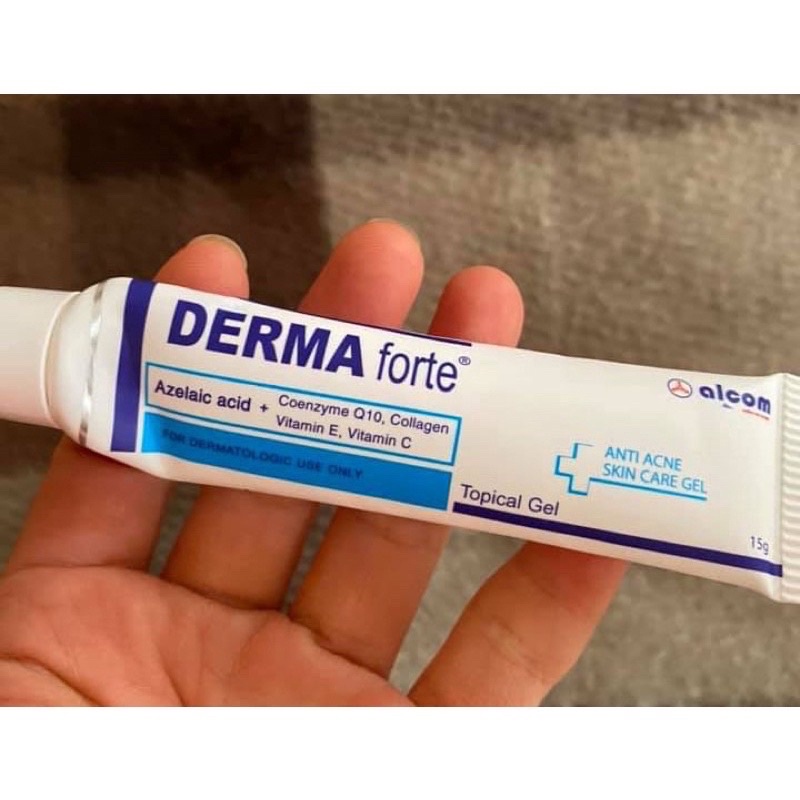 DERMA forte®
Azelaic acid + Coenzyme Q10, Collagen
Vitamin E, Vitamin C
FOR DERMATOLOGIC USE ONLY
Topical Gel
alcom
ANTI ACNE
SKIN CARE GEL
15g